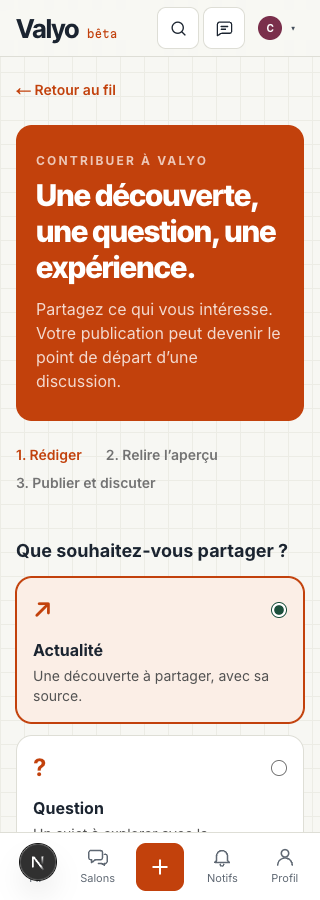 Valyo bêta
C
← Retour au fil
CONTRIBUER À VALYO
Une découverte,
une question, une
expérience.
Partagez ce qui vous intéresse.
Votre publication peut devenir le
point de départ d’une
discussion.
1. Rédiger 2. Relire l’aperçu
3. Publier et discuter
Que souhaitez-vous partager ?
Actualité
Une découverte à partager, avec sa
source.
?
Question
N
Salons
+
Notifs
Profil